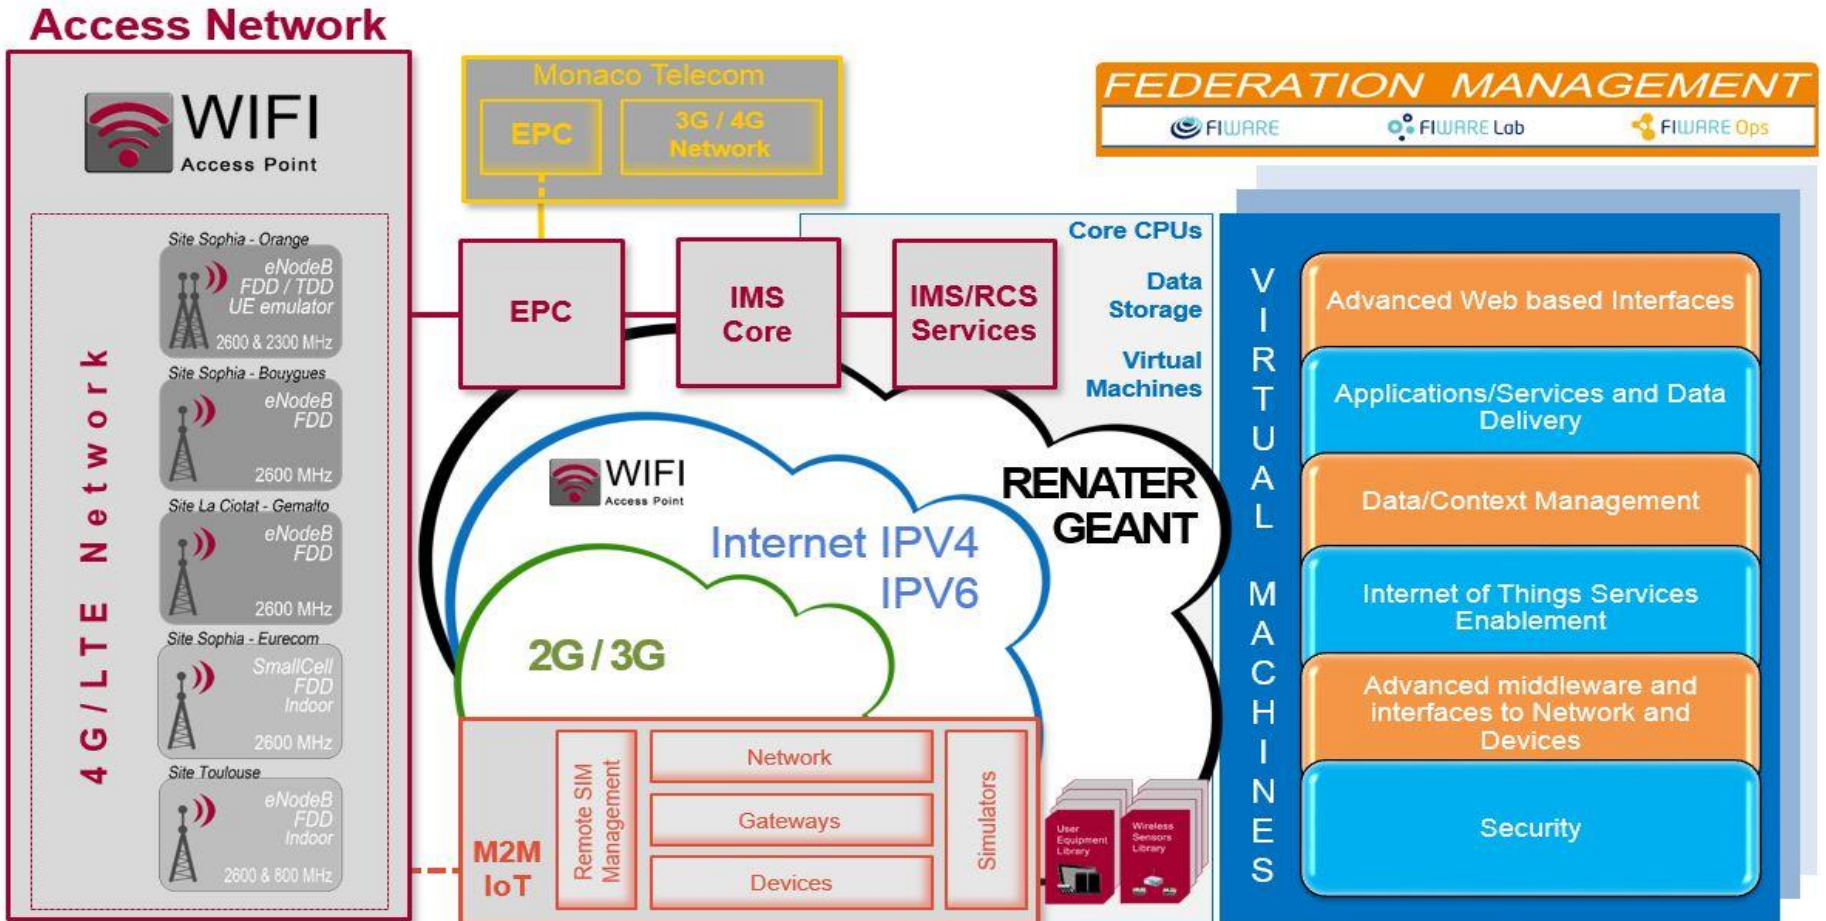 Access Network
WIFI
Access Point
4G/LTE Network
Site Sophia - Orange
eNodeB
FDD / TDD
UE emulator
2600 & 2300 MHz
Site Sophia - Bouygues
eNodeB
FDD
2600 MHz
Site La Ciotat - Gemalto
eNodeB
FDD
2600 MHz
Site Sophia - Eurecom
SmallCell
FDD
Indoor
2600 MHz
Site Toulouse
eNodeB
FDD
Indoor
2600 & 800 MHz
Monaco Telecom
EPC
3G / 4G
Network
EPC
IMS
Core
IMS/RCS
Services
Core CPUs
Data
Storage
Virtual
Machines
WIFI
Access Point
RENATER
GEANT
Internet IPV4
IPV6
2G / 3G
M2M
IoT
Remote SIM
Management
Network
Gateways
Devices
Simulators
User
Equipment
Library
Wireless
Sensors
Library
FEDERATION MANAGEMENT
FIWARE
FIWARE Lab
FIWARE Ops
VIRTUAL MACHINES
Advanced Web based Interfaces
Applications/Services and Data
Delivery
Data/Context Management
Internet of Things Services
Enablement
Advanced middleware and
interfaces to Network and
Devices
Security